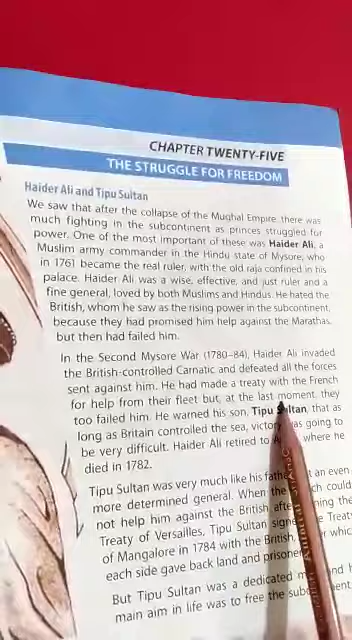 CHAPTER TWENTY-FIVE
THE STRUGGLE FOR FREEDOM
Haider Ali and Tipu Sultan
We saw that after the collapse of the Mughal Empire there was
much fighting in the subcontinent as princes struggled for
power. One of the most important of these was Haider Ali, a
Muslim army commander in the Hindu state of Mysore, who
in 1761 became the real ruler, with the old raja confined in his
palace. Haider Ali was a wise, effective, and just ruler and a
fine general, loved by both Muslims and Hindus. He hated the
British, whom he saw as the rising power in the subcontinent,
because they had promised him help against the Marathas,
but then had failed him.
In the Second Mysore War (1780–84), Haider Ali invaded
the British-controlled Carnatic and defeated all the forces
sent against him. He had made a treaty with the French
for help from their fleet but, at the last moment, they
too failed him. He warned his son, Tipu Sultan, that as
long as Britain controlled the sea, victory was going to
be very difficult. Haider Ali retired to where he
died in 1782.
Tipu Sultan was very much like his an even
more determined general. When the could
not help him against the British the
Treaty of Versailles, Tipu Sultan Treaty
of Mangalore in 1784 with the British,
each side gave back land and
But Tipu Sultan was a dedicated
main aim in life was to free the